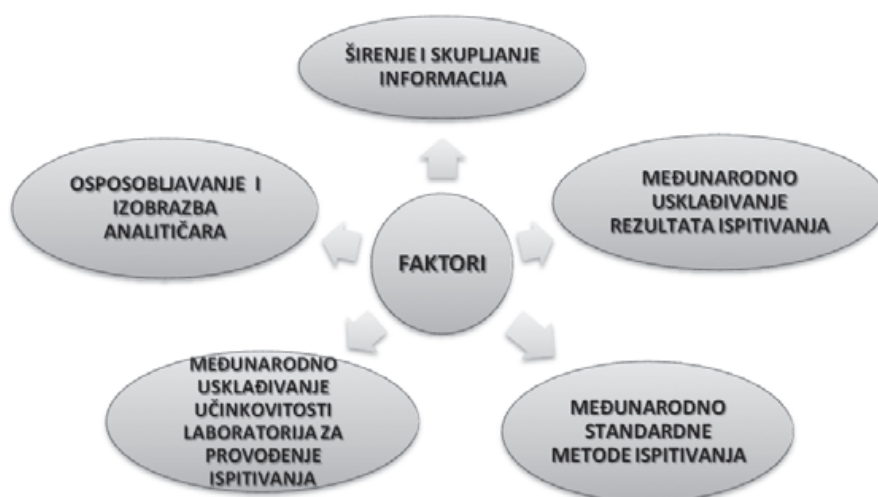 ŠIRENJE I SKUPLJANJE
INFORMACIJA
OSPOSOBLJAVANJE I
IZOBRAZBA
ANALITIČARA
MEĐUNARODNO
USKLAĐIVANJE
REZULTATA ISPITIVANJA
FAKTORI
MEĐUNARODNO
USKLAĐIVANJE
UČINKOVITOSTI
LABORATORIJA ZA
PROVOĐENJE
ISPITIVANJA
MEĐUNARODNO
STANDARDNE
METODE ISPITIVANJA